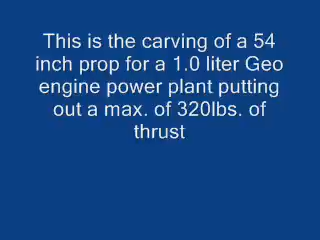 This is the carving of a 54
inch prop for a 1.0 liter Geo
engine power plant putting
out a max. of 320lbs. of
thrust